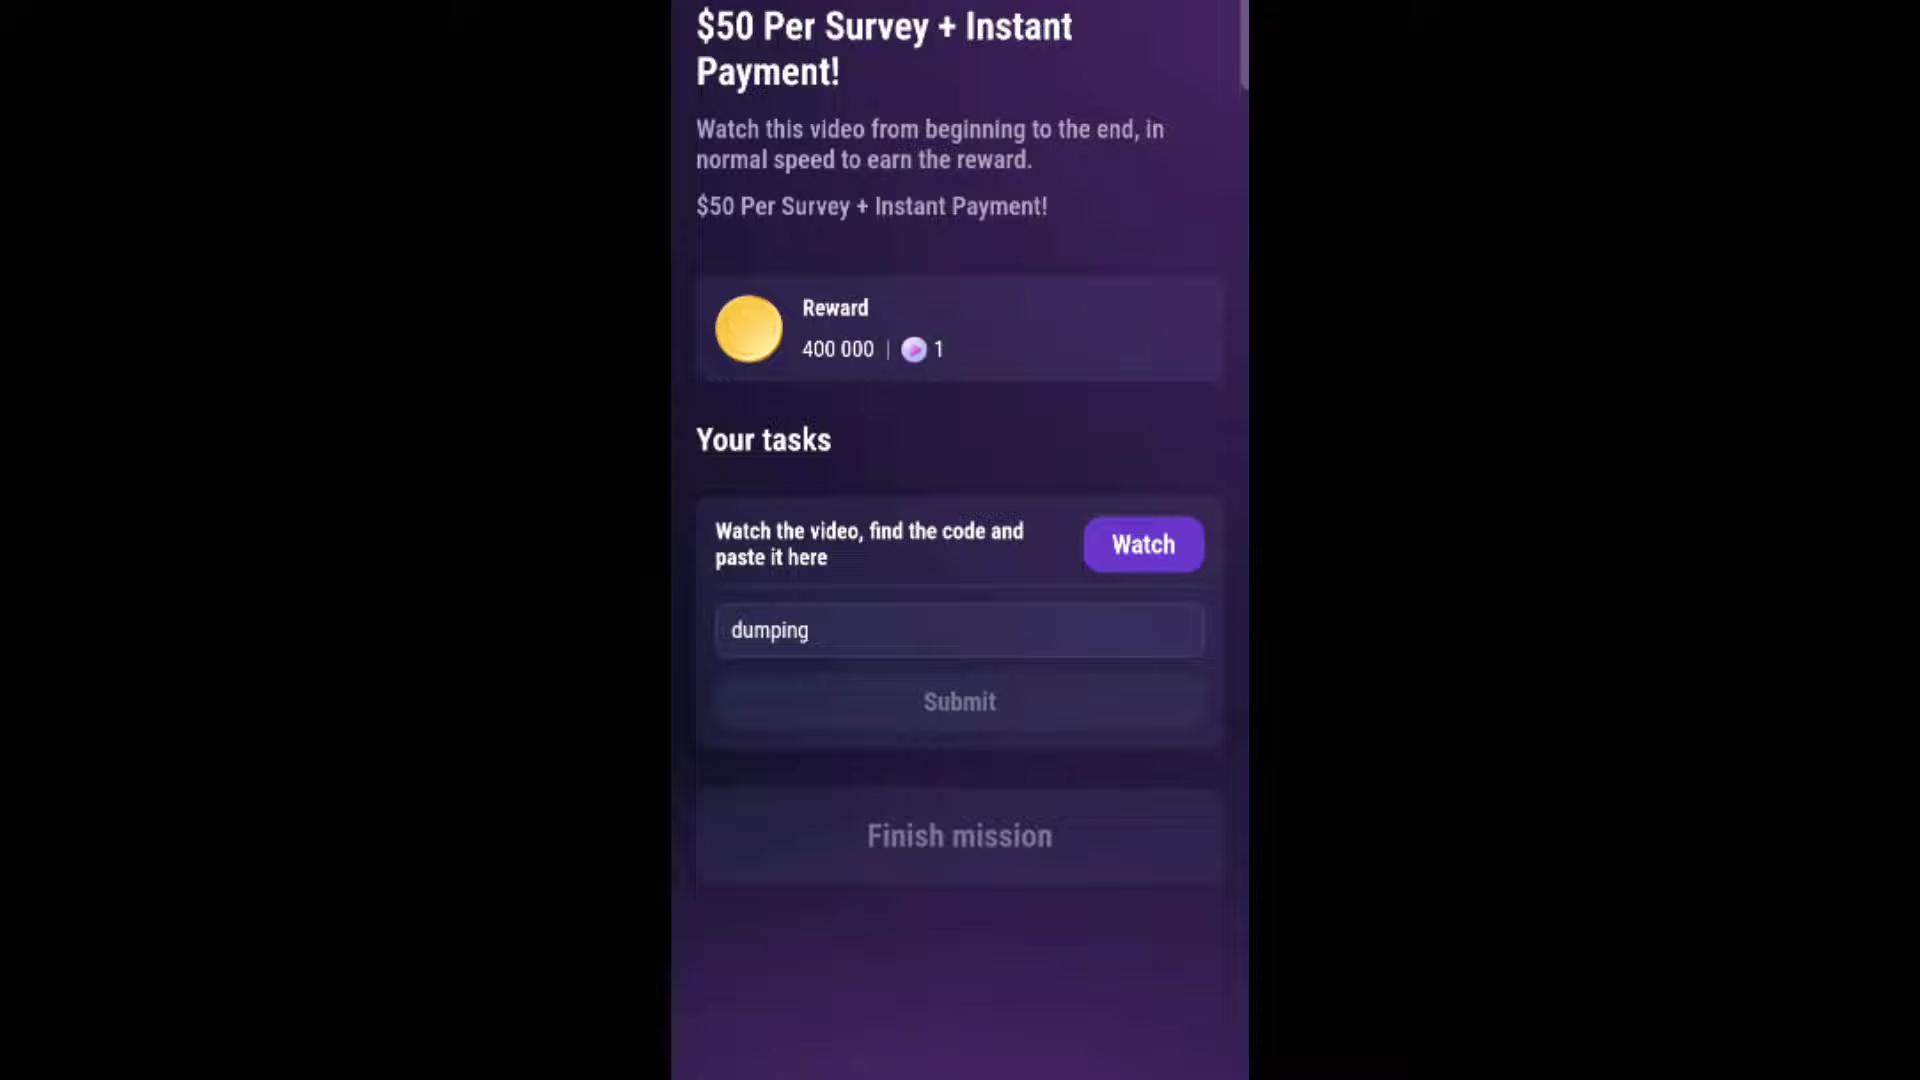 $50 Per Survey + Instant
Payment!
Watch this video from beginning to the end, in
normal speed to earn the reward.
$50 Per Survey + Instant Payment!
Reward
400 000 | 1
Your tasks
Watch the video, find the code and
paste it here
Watch
dumping
Submit
Finish mission